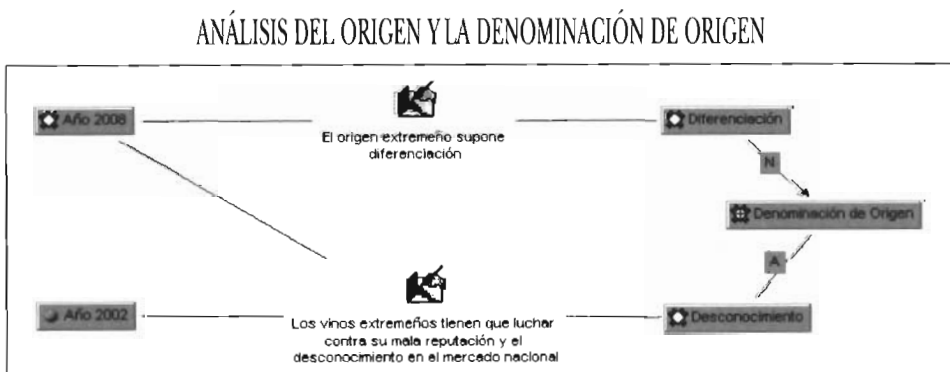 ANÁLISIS DEL ORIGEN Y LA DENOMINACIÓN DE ORIGEN
Año 2008
El origen extremeño supone
diferenciación
Diferenciación
N
Denominación de Origen
A
Año 2002
Los vinos extremeños tienen que luchar
contra su mala reputación y el
desconocimiento en el mercado nacional
Desconocimiento